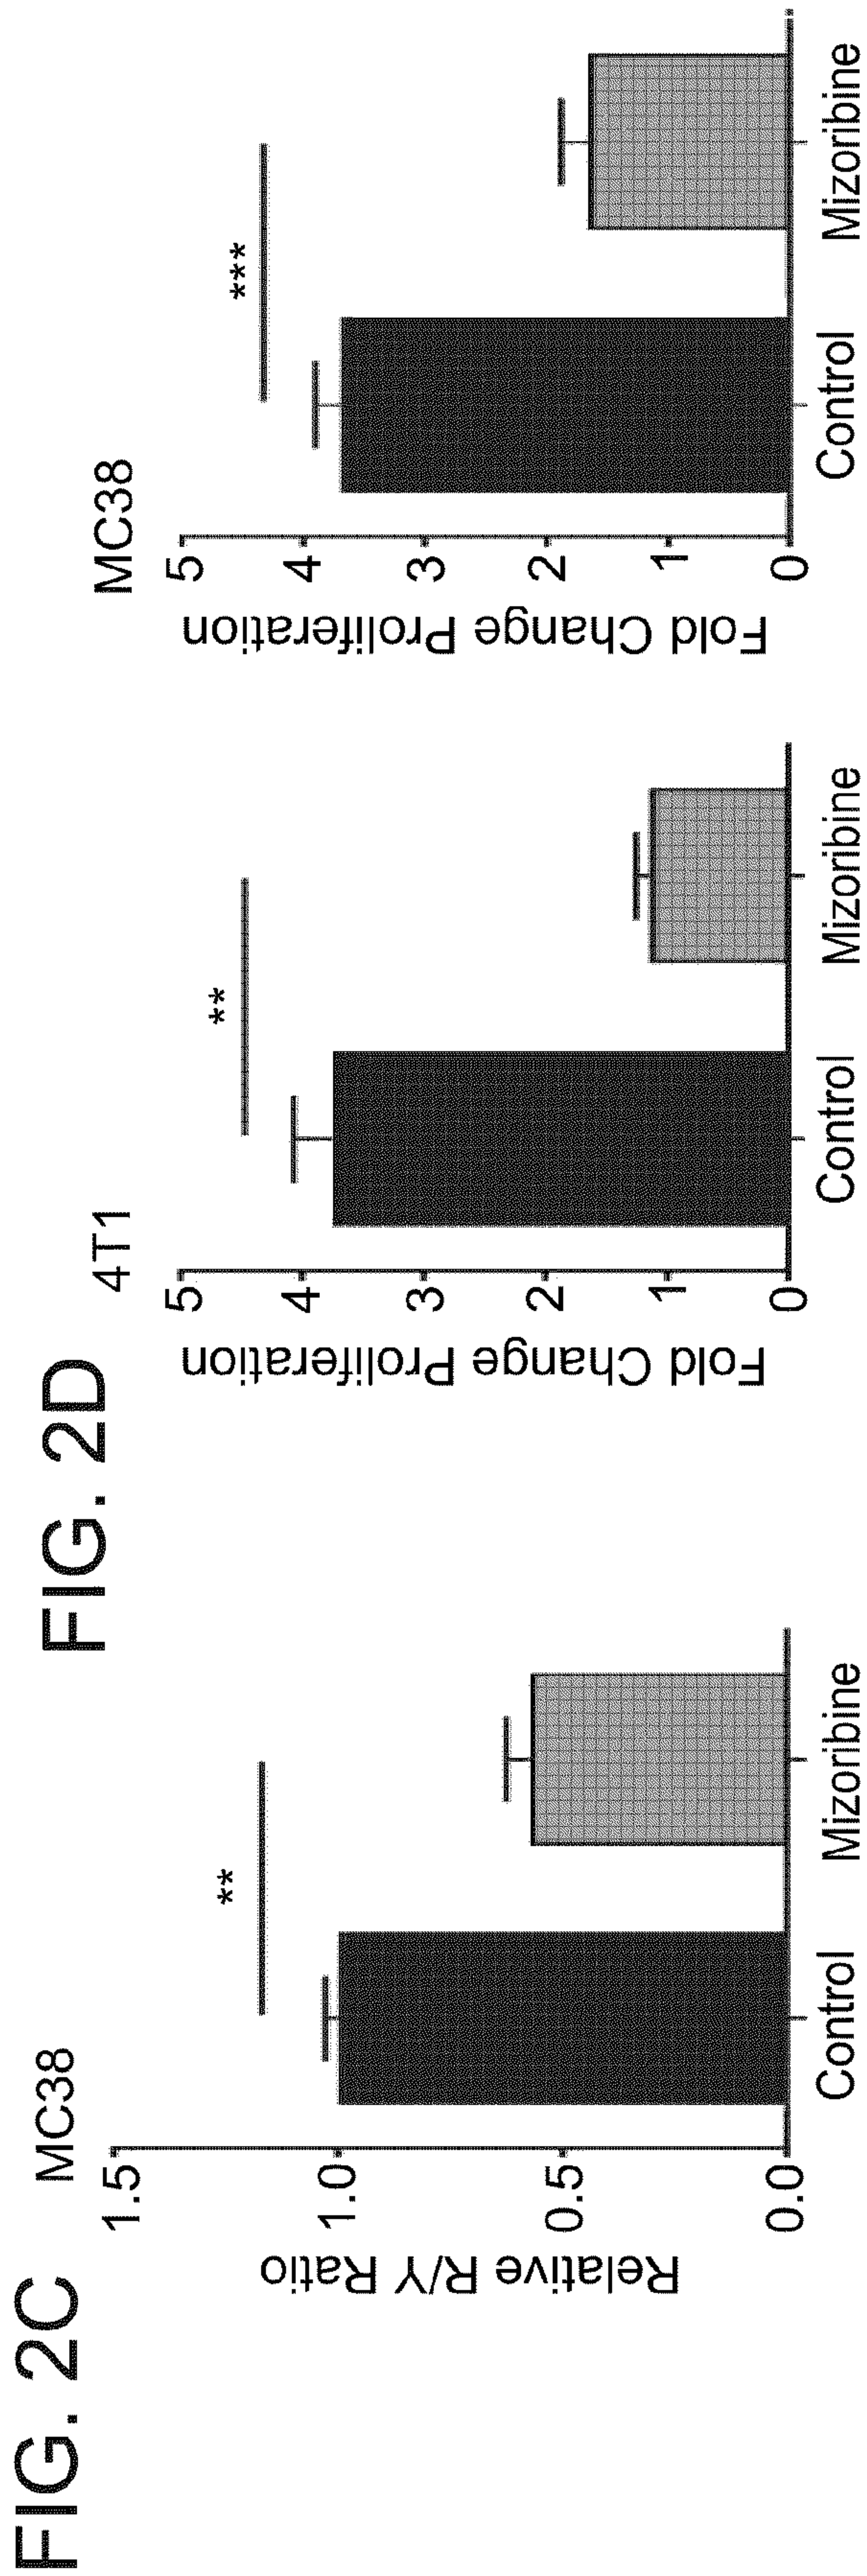 FIG. 2C
MC38
Relative R/Y Ratio
1.5
1.0
0.5
0.0
**
Control
Mizoribine
FIG. 2D
4T1
Fold Change Proliferation
5
4
3
2
1
0
**
Control
Mizoribine
MC38
Fold Change Proliferation
5
4
3
2
1
0
***
Control
Mizoribine